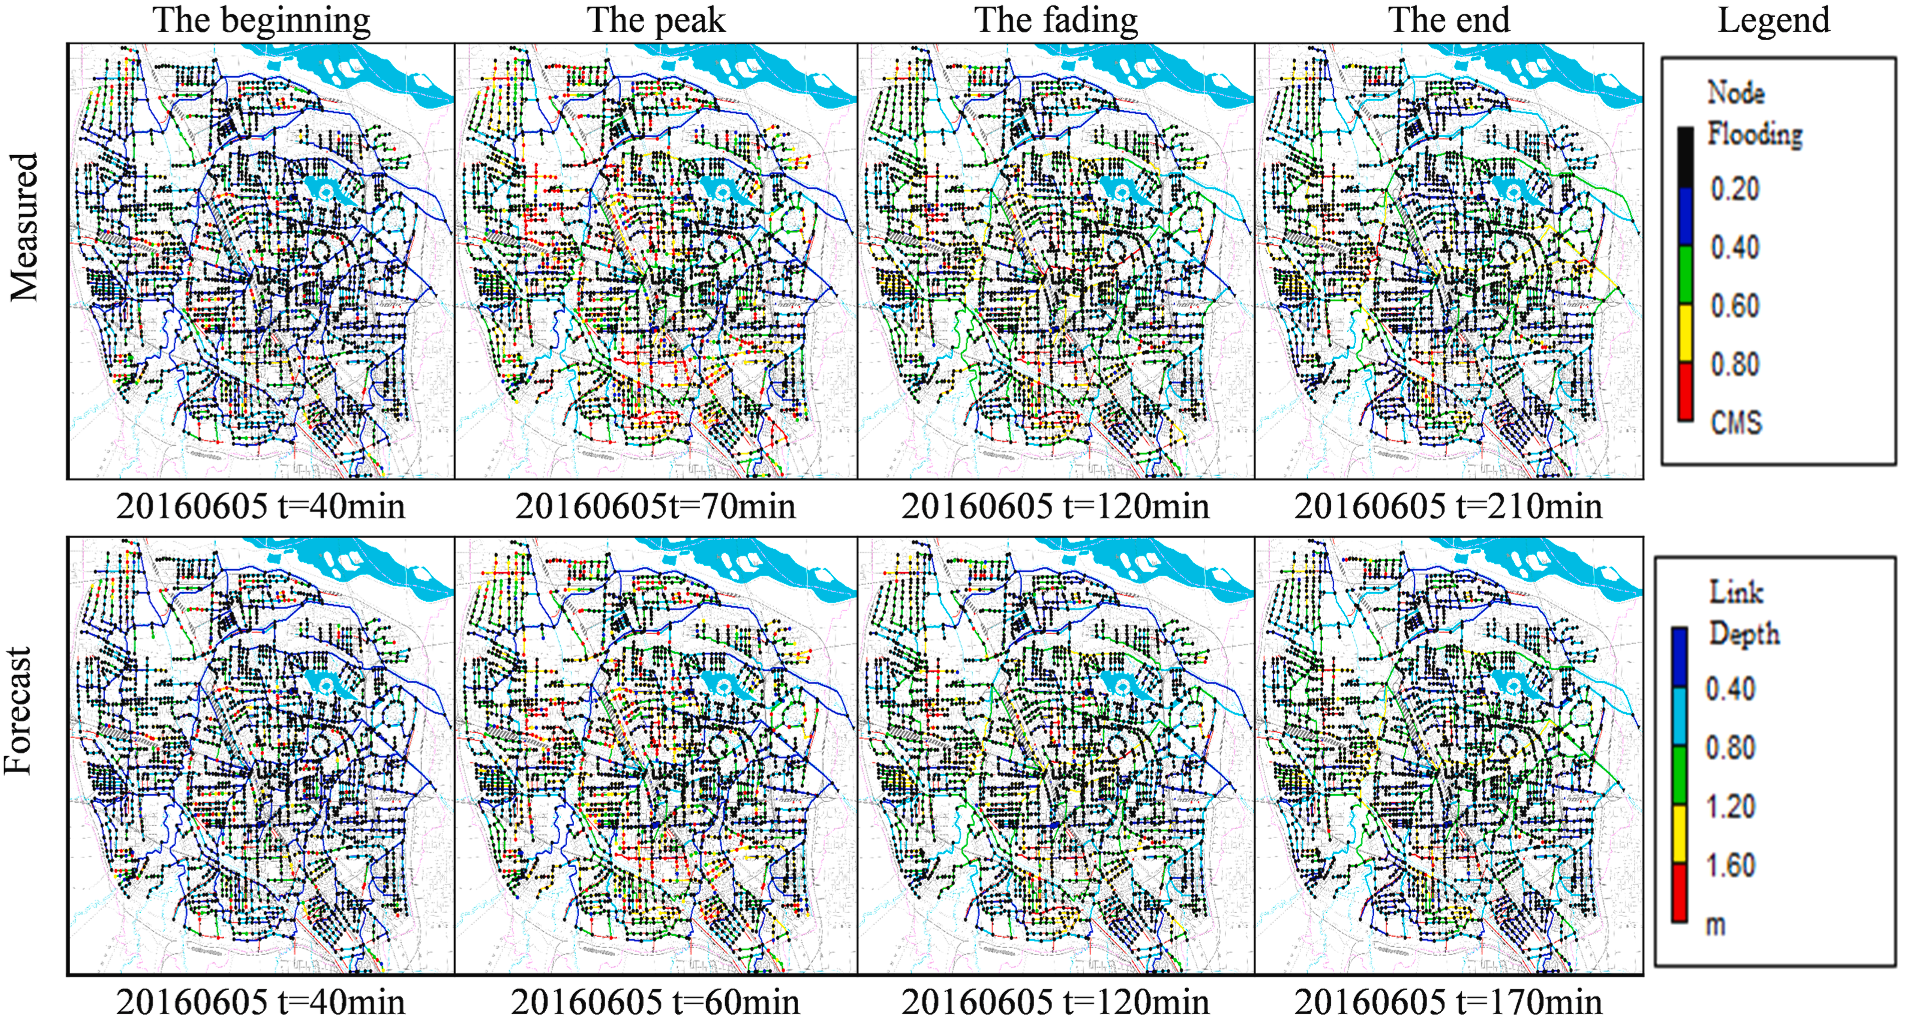 The beginning
The peak
The fading
The end
Legend
Measured
Node
Flooding
0.20
0.40
0.60
0.80
CMS
20160605 t=40min
20160605t=70min
20160605 t=120min
20160605 t=210min
Forecast
Link
Depth
0.40
0.80
1.20
1.60
m
20160605 t=40min
20160605 t=60min
20160605 t=120min
20160605 t=170min